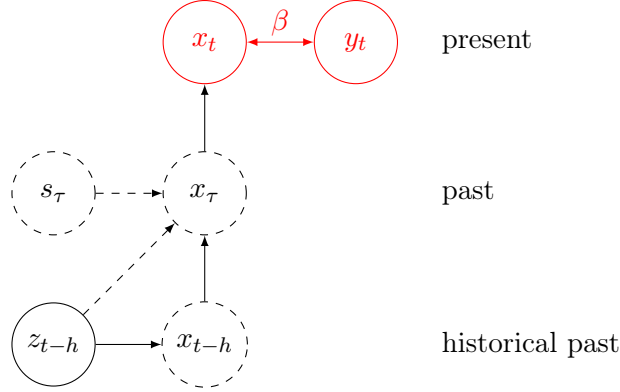 β
x_t y_t present
s_τ x_τ past
z_{t−h} x_{t−h} historical past